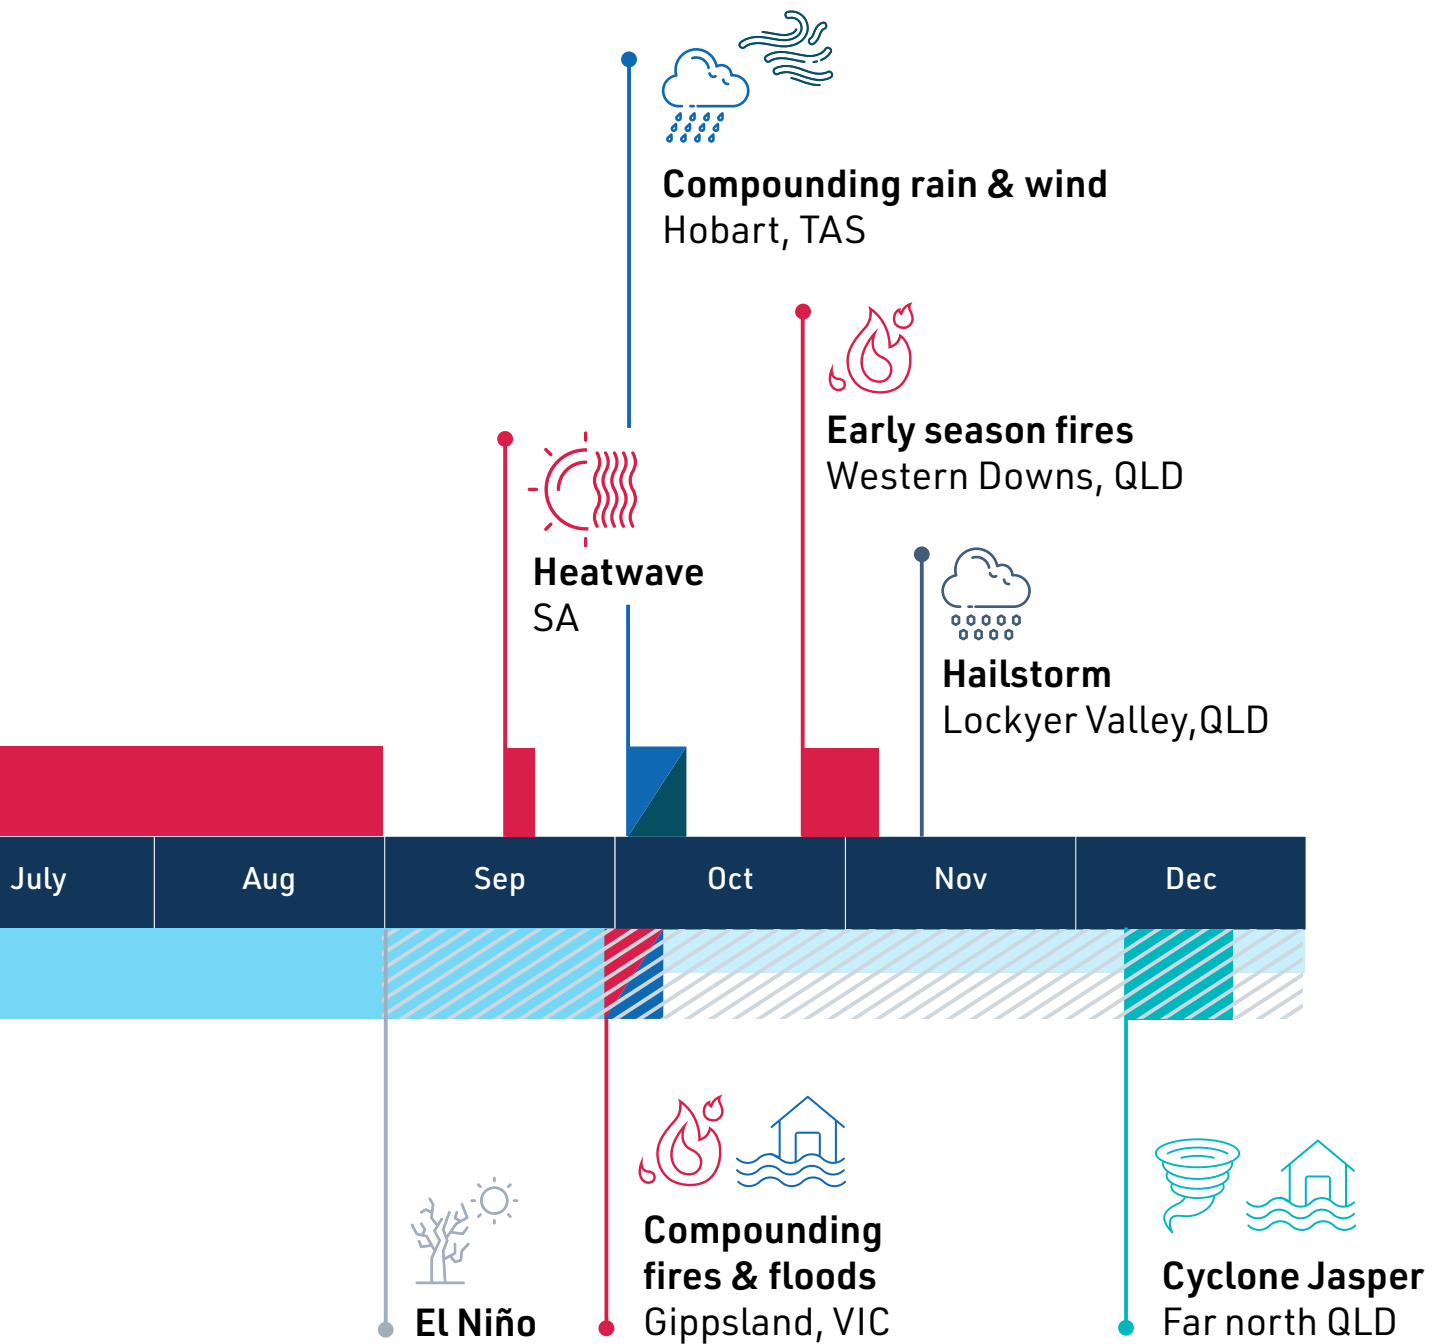 Compounding rain & wind
Hobart, TAS
Early season fires
Western Downs, QLD
Heatwave
SA
Hailstorm
Lockyer Valley,QLD
July
Aug
Sep
Oct
Nov
Dec
El Niño
Compounding
fires & floods
Gippsland, VIC
Cyclone Jasper
Far north QLD